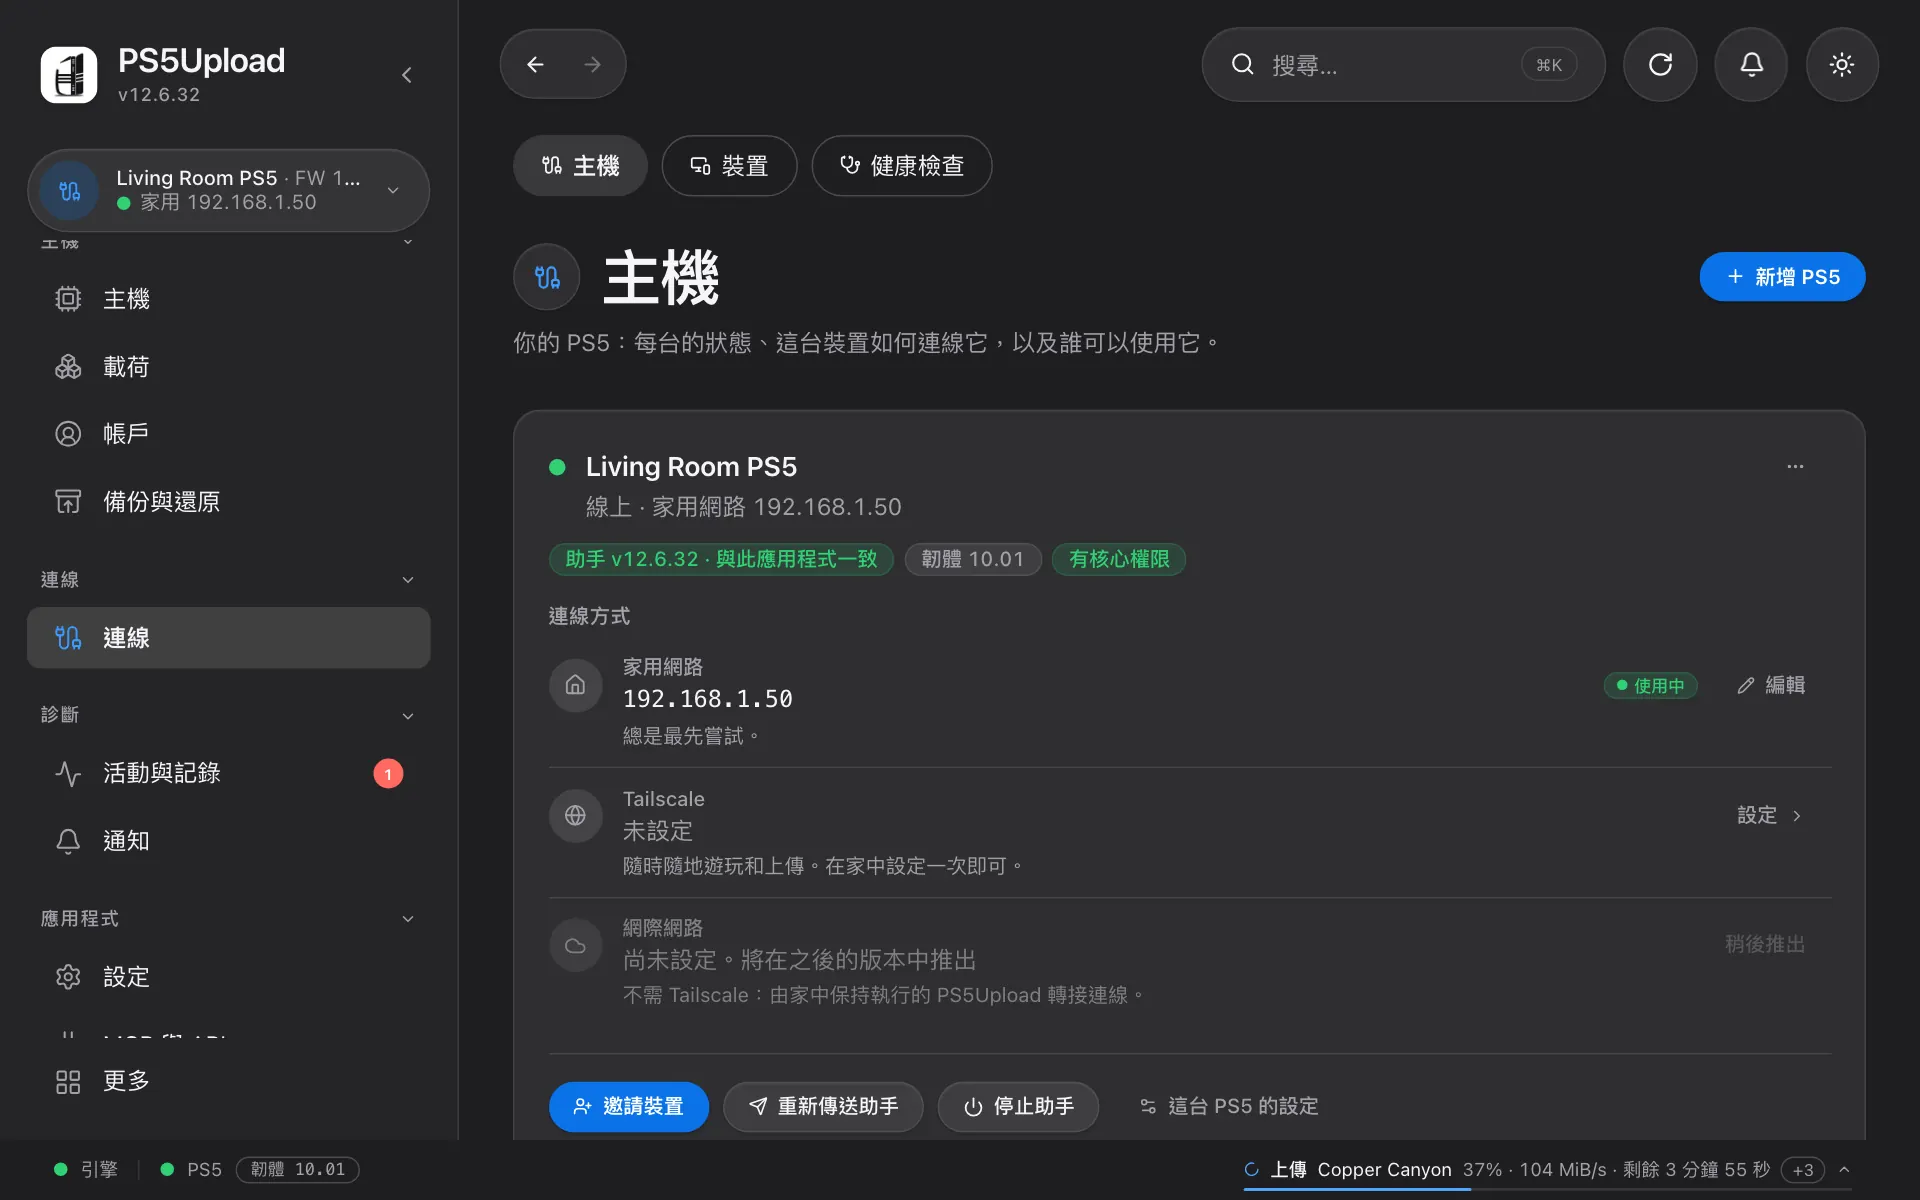 PS5Upload
v12.6.32
Living Room PS5 · FW 1...
家用 192.168.1.50
主機
主機
載荷
帳戶
備份與還原
連線
連線
診斷
活動與記錄
1
通知
應用程式
設定
更多
引擎
PS5
韌體 10.01
搜尋...
⌘K
主機
裝置
健康檢查
主機
新增 PS5
你的 PS5：每台的狀態、這台裝置如何連線它，以及誰可以使用它。
Living Room PS5
線上 · 家用網路 192.168.1.50
助手 v12.6.32 · 與此應用程式一致
韌體 10.01
有核心權限
連線方式
家用網路
192.168.1.50
總是最先嘗試。
使用中
編輯
Tailscale
未設定
隨時隨地遊玩和上傳。在家中設定一次即可。
設定
網際網路
尚未設定。將在之後的版本中推出
不需 Tailscale：由家中保持執行的 PS5Upload 轉接連線。
稍後推出
邀請裝置
重新傳送助手
停止助手
這台 PS5 的設定
上傳 Copper Canyon 37% · 104 MiB/s · 剩餘 3 分鐘 55 秒
+3